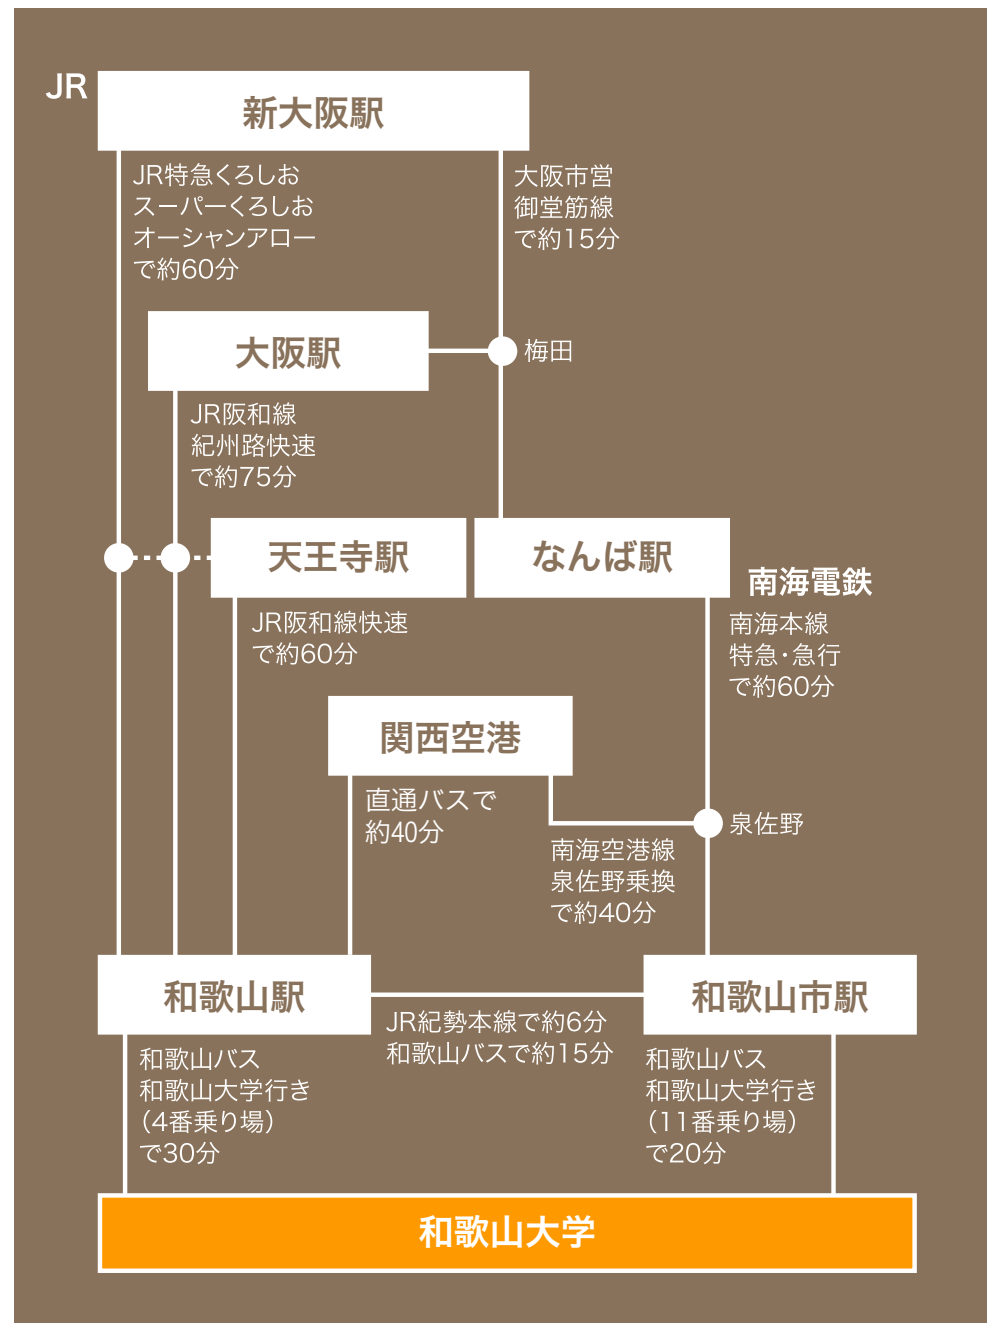 JR
新大阪駅
JR特急くろしお
スーパーくろしお
オーシャンアロー
で約60分
大阪市営
御堂筋線
で約15分
大阪駅
梅田
JR阪和線
紀州路快速
で約75分
天王寺駅
なんば駅
南海電鉄
JR阪和線快速
で約60分
南海本線
特急・急行
で約60分
関西空港
直通バスで
約40分
泉佐野
南海空港線
泉佐野乗換
で約40分
和歌山駅
和歌山市駅
JR紀勢本線で約6分
和歌山バスで約15分
和歌山バス
和歌山大学行き
（4番乗り場）
で30分
和歌山バス
和歌山大学行き
（11番乗り場）
で20分
和歌山大学